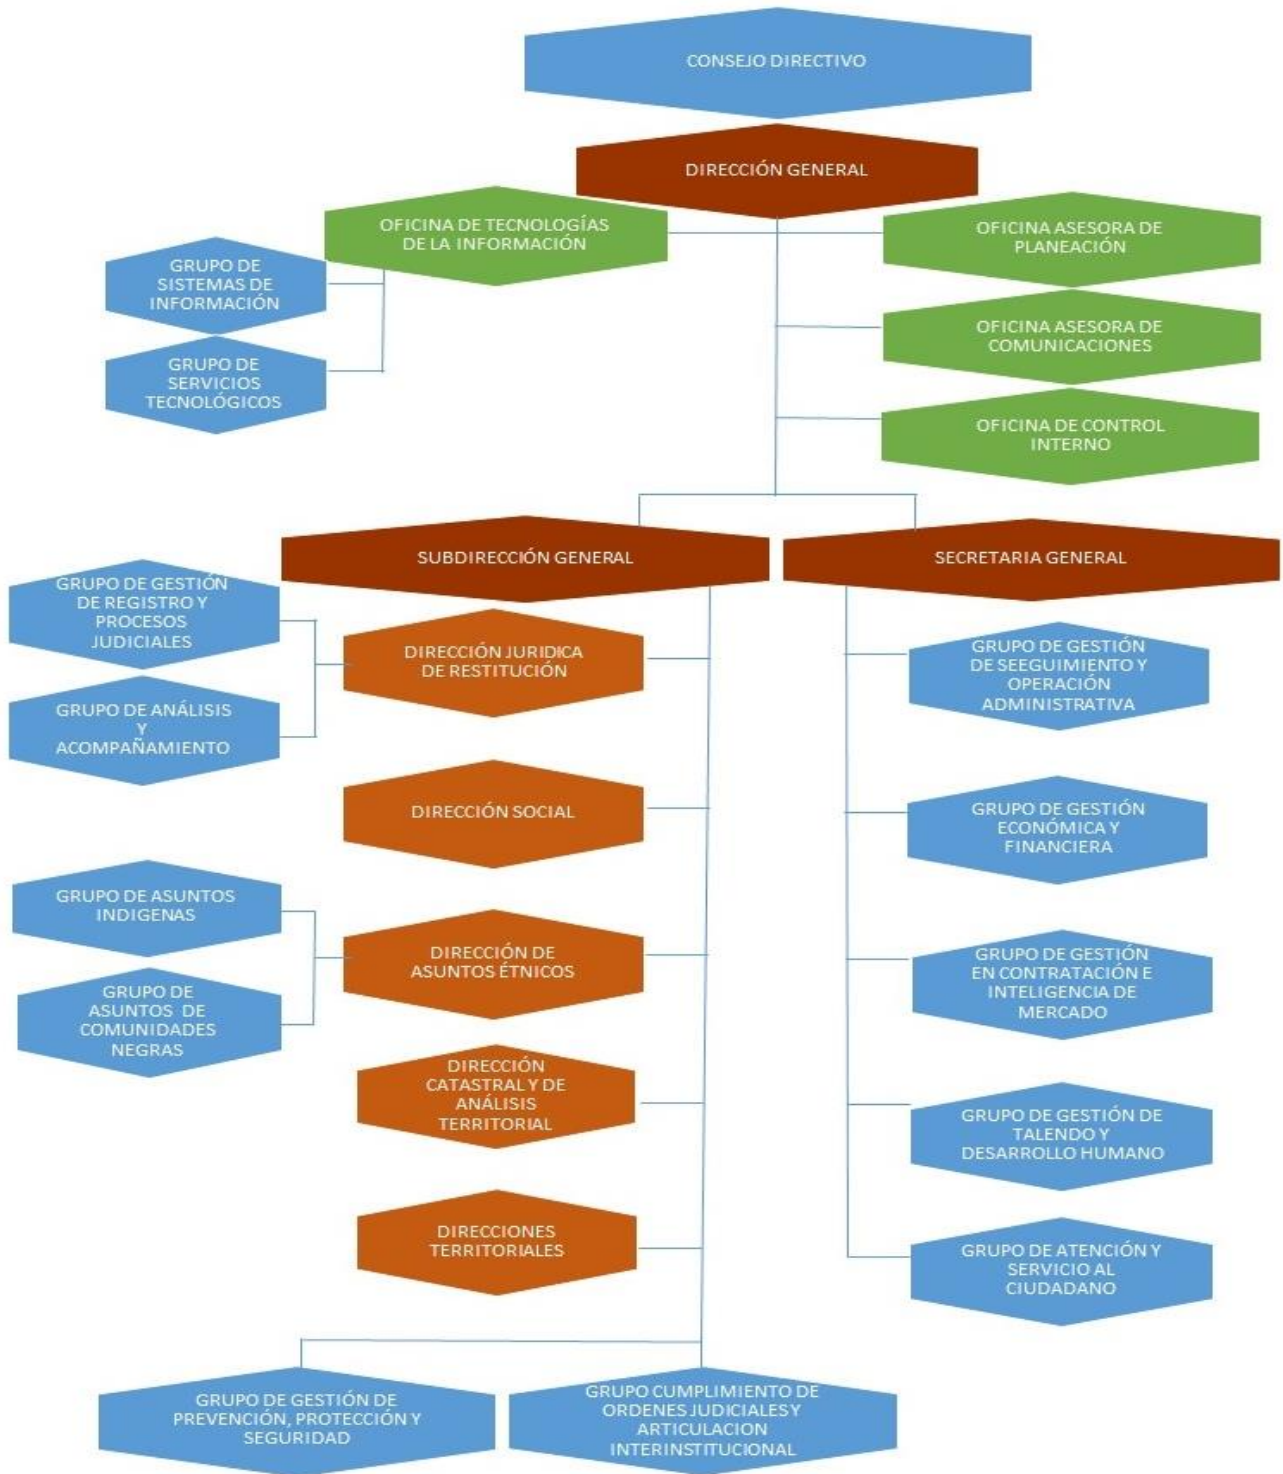 CONSEJO DIRECTIVO
DIRECCIÓN GENERAL
OFICINA DE TECNOLOGÍAS
DE LA INFORMACIÓN
OFICINA ASESORA DE
PLANEACIÓN
GRUPO DE
SISTEMAS DE
INFORMACIÓN
OFICINA ASESORA DE
COMUNICACIONES
GRUPO DE
SERVICIOS
TECNOLÓGICOS
OFICINA DE CONTROL
INTERNO
SUBDIRECCIÓN GENERAL
SECRETARIA GENERAL
GRUPO DE GESTIÓN
DE REGISTRO Y
PROCESOS
JUDICIALES
DIRECCIÓN JURIDICA
DE RESTITUCIÓN
GRUPO DE GESTIÓN
DE SEEGUIMIENTO Y
OPERACIÓN
ADMINISTRATIVA
GRUPO DE ANÁLISIS
Y
ACOMPAÑAMIENTO
DIRECCIÓN SOCIAL
GRUPO DE GESTIÓN
ECONÓMICA Y
FINANCIERA
GRUPO DE ASUNTOS
INDIGENAS
DIRECCIÓN DE
ASUNTOS ÉTNICOS
GRUPO DE GESTIÓN
EN CONTRATACIÓN E
INTELIGENCIA DE
MERCADO
GRUPO DE
ASUNTOS DE
COMUNIDADES
NEGRAS
DIRECCIÓN
CATASTRAL Y DE
ANÁLISIS
TERRITORIAL
GRUPO DE GESTIÓN DE
TALENDO Y
DESARROLLO HUMANO
DIRECCIONES
TERRITORIALES
GRUPO DE ATENCIÓN Y
SERVICIO AL
CIUDADANO
GRUPO DE GESTIÓN DE
PREVENCIÓN, PROTECCIÓN Y
SEGURIDAD
GRUPO CUMPLIMIENTO DE
ORDENES JUDICIALES Y
ARTICULACION
INTERINSTITUCIONAL